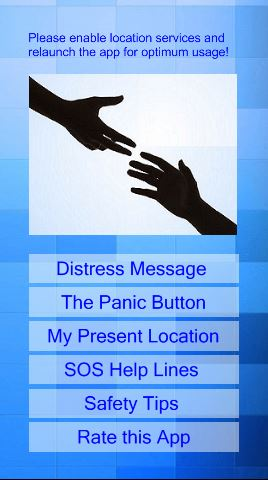 Please enable location services and
relaunch the app for optimum usage!
Distress Message
The Panic Button
My Present Location
SOS Help Lines
Safety Tips
Rate this App